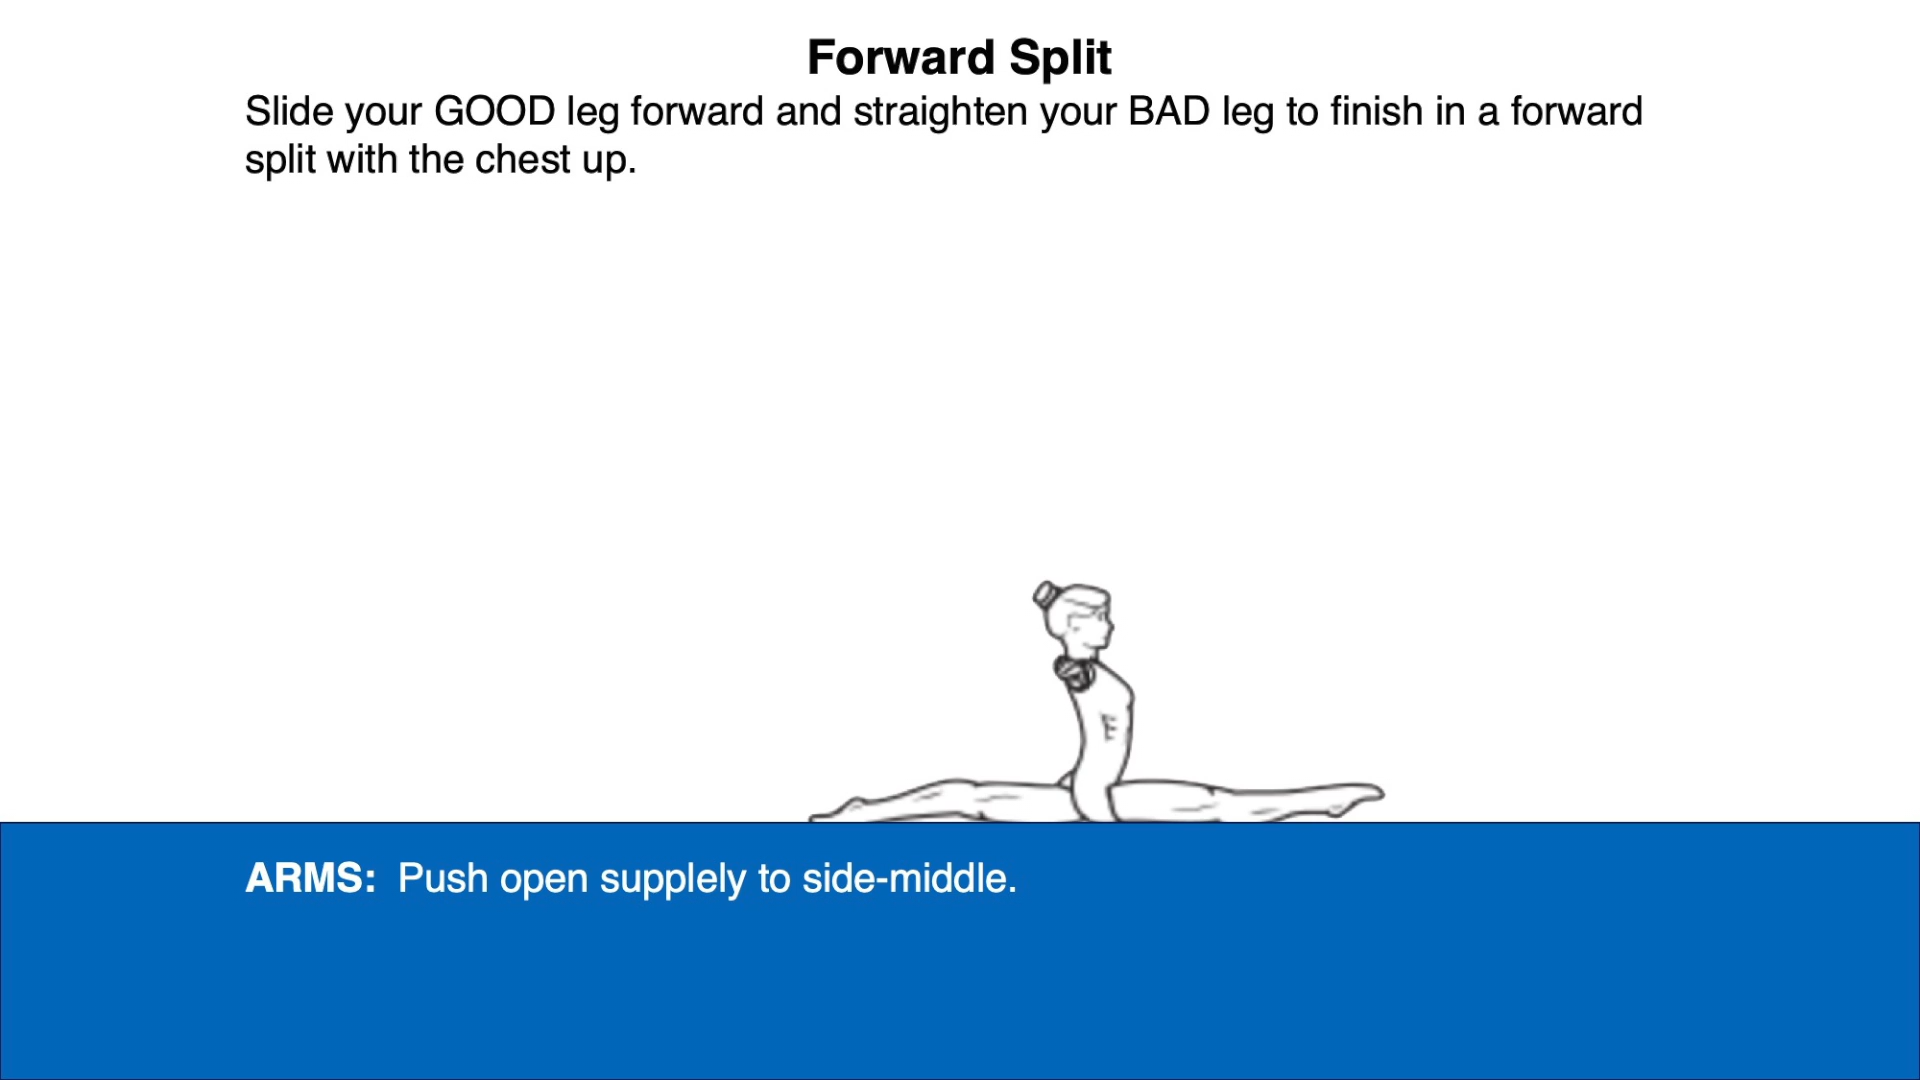 Forward Split
Slide your GOOD leg forward and straighten your BAD leg to finish in a forward
split with the chest up.
ARMS: Push open supplely to side-middle.